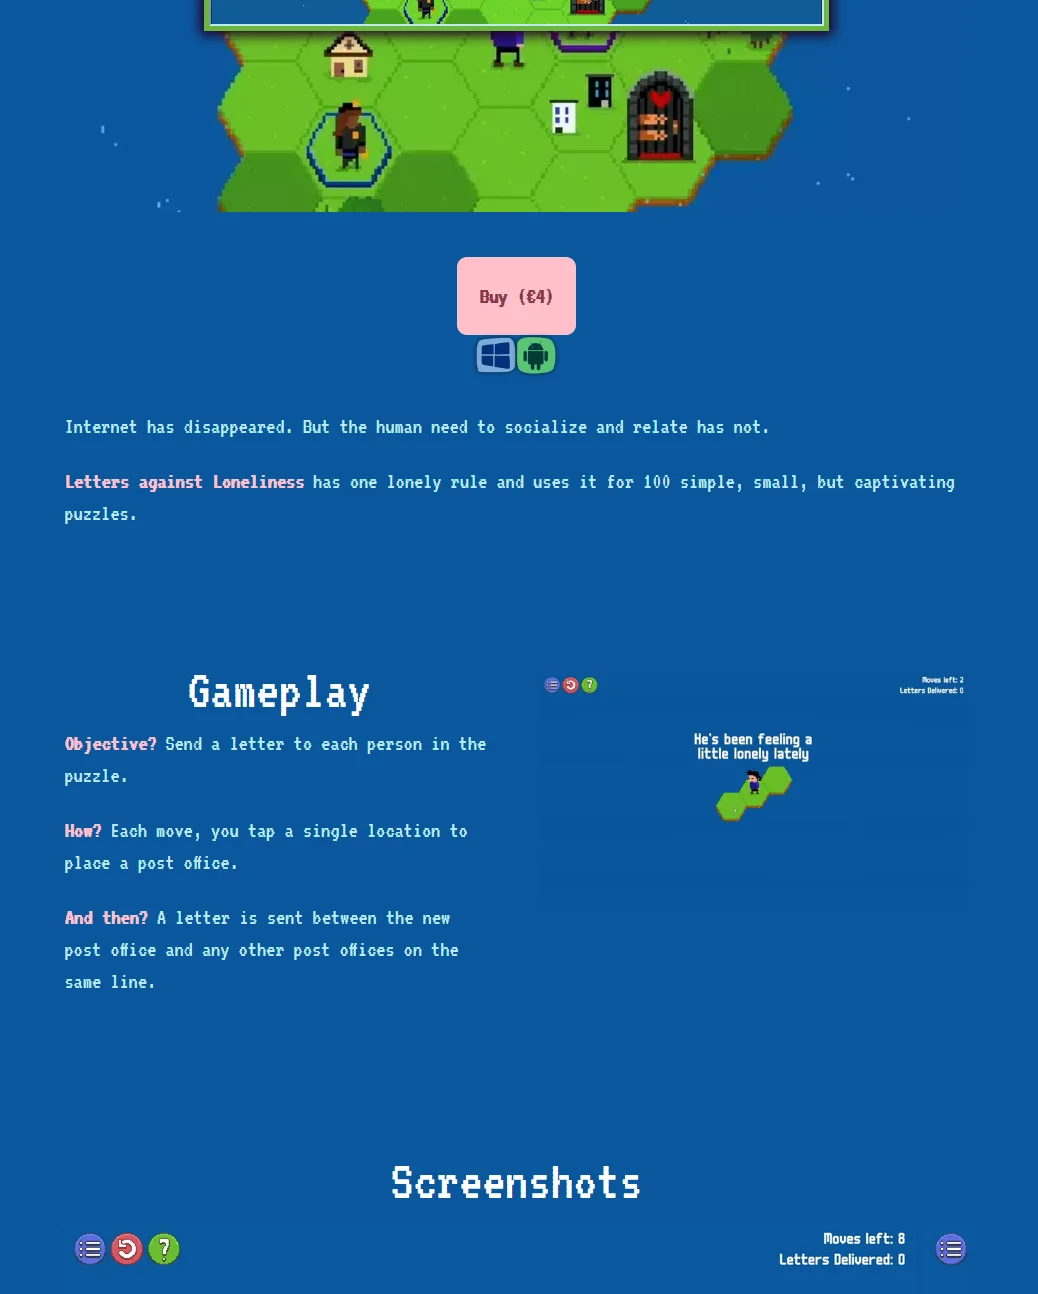 Buy (€4)
Internet has disappeared. But the human need to socialize and relate has not.
Letters against Loneliness has one lonely rule and uses it for 100 simple, small, but captivating
puzzles.
Gameplay
Objective? Send a letter to each person in the
puzzle.
How? Each move, you tap a single location to
place a post office.
And then? A letter is sent between the new
post office and any other post offices on the
same line.
?
Moves left: 2
Letters Delivered: 0
He's been feeling a
little lonely lately
Screenshots
?
Moves left: 8
Letters Delivered: 0